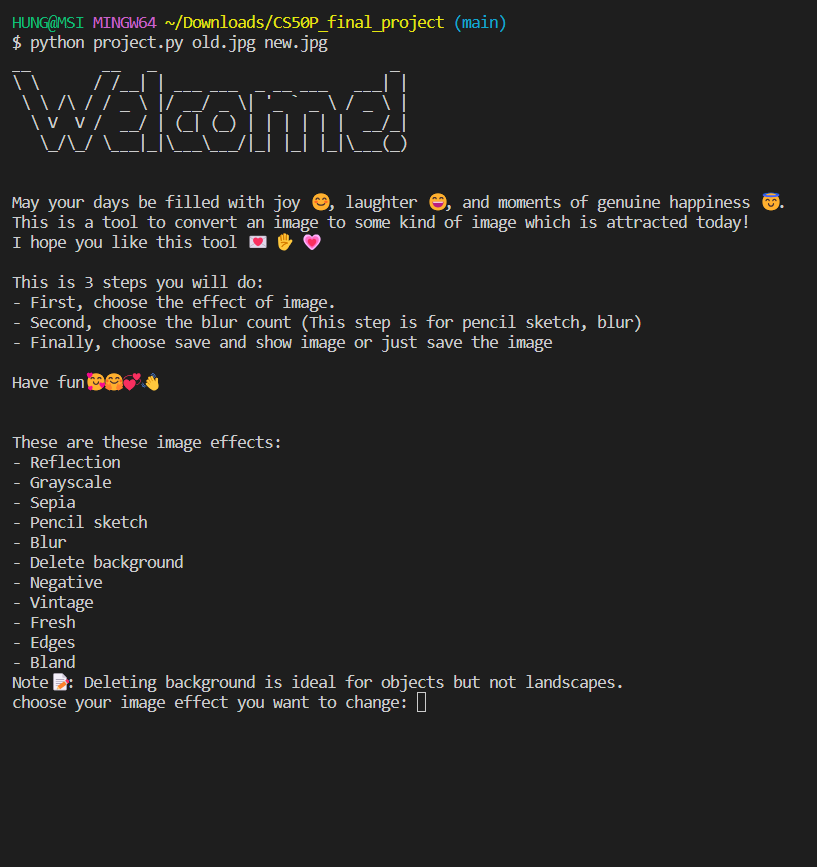 HUNG@MSI MINGW64 ~/Downloads/CS50P_final_project (main)
$ python project.py old.jpg new.jpg
Welcome!
May your days be filled with joy 😊, laughter 😄, and moments of genuine happiness 😇.
This is a tool to convert an image to some kind of image which is attracted today!
I hope you like this tool 💌 ✋ 💗
This is 3 steps you will do:
- First, choose the effect of image.
- Second, choose the blur count (This step is for pencil sketch, blur)
- Finally, choose save and show image or just save the image
Have fun🥰🤗💞👋
These are these image effects:
- Reflection
- Grayscale
- Sepia
- Pencil sketch
- Blur
- Delete background
- Negative
- Vintage
- Fresh
- Edges
- Bland
Note📝: Deleting background is ideal for objects but not landscapes.
choose your image effect you want to change: